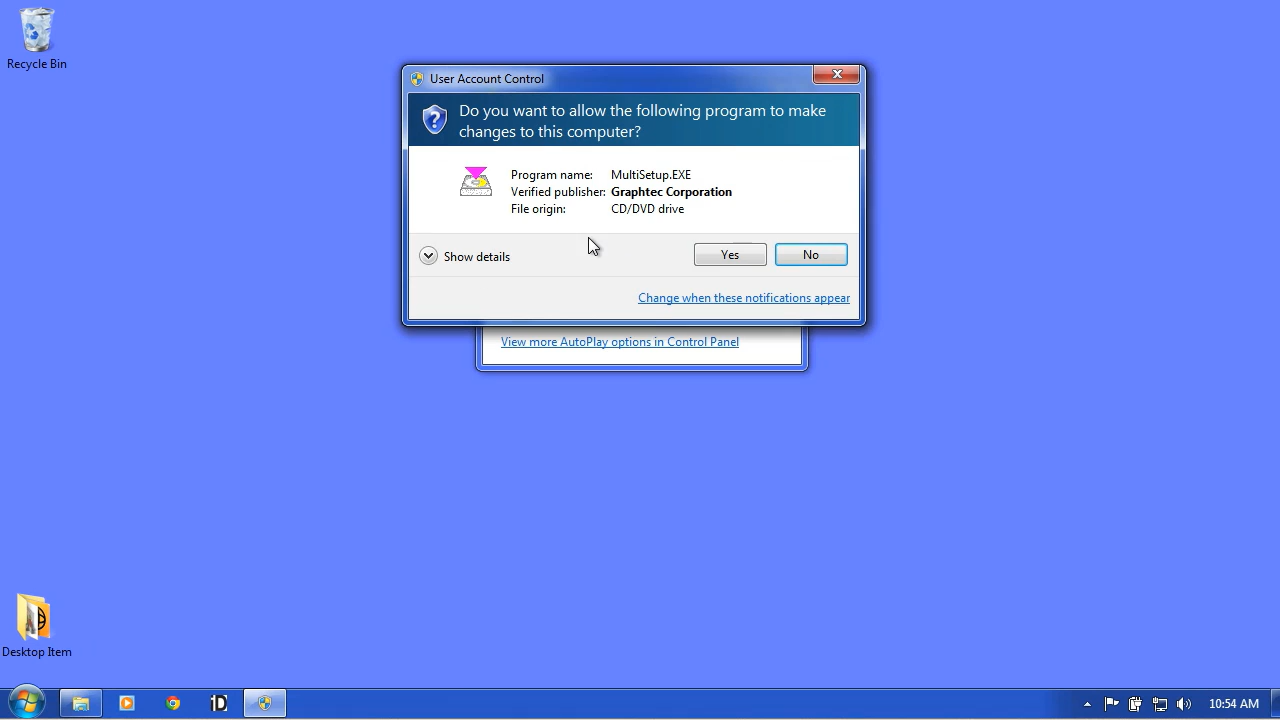 Recycle Bin
User Account Control
Do you want to allow the following program to make
changes to this computer?
Program name: MultiSetup.EXE
Verified publisher: Graphtec Corporation
File origin: CD/DVD drive
Show details
Yes
No
Change when these notifications appear
View more AutoPlay options in Control Panel
Desktop Item
iD
10:54 AM